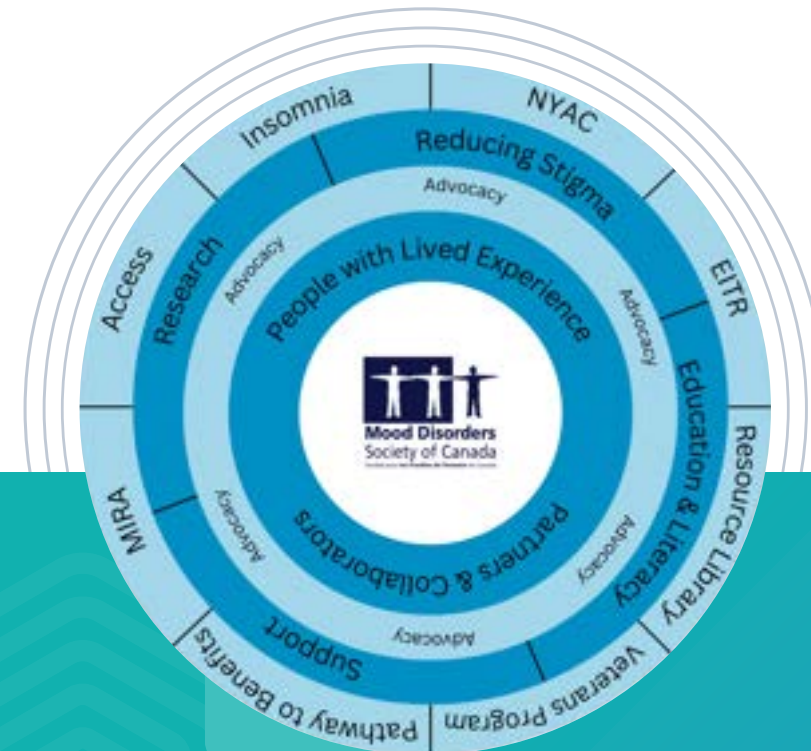 Insomnia
NYAC
EITR
Resource Library
Veterans Program
Pathway to Benefits
MIRA
Access
Reducing Stigma
Education & Literacy
Support
Research
Advocacy
Advocacy
Advocacy
Advocacy
Advocacy
Advocacy
People with Lived Experience
Partners & Collaborators
Mood Disorders
Society of Canada